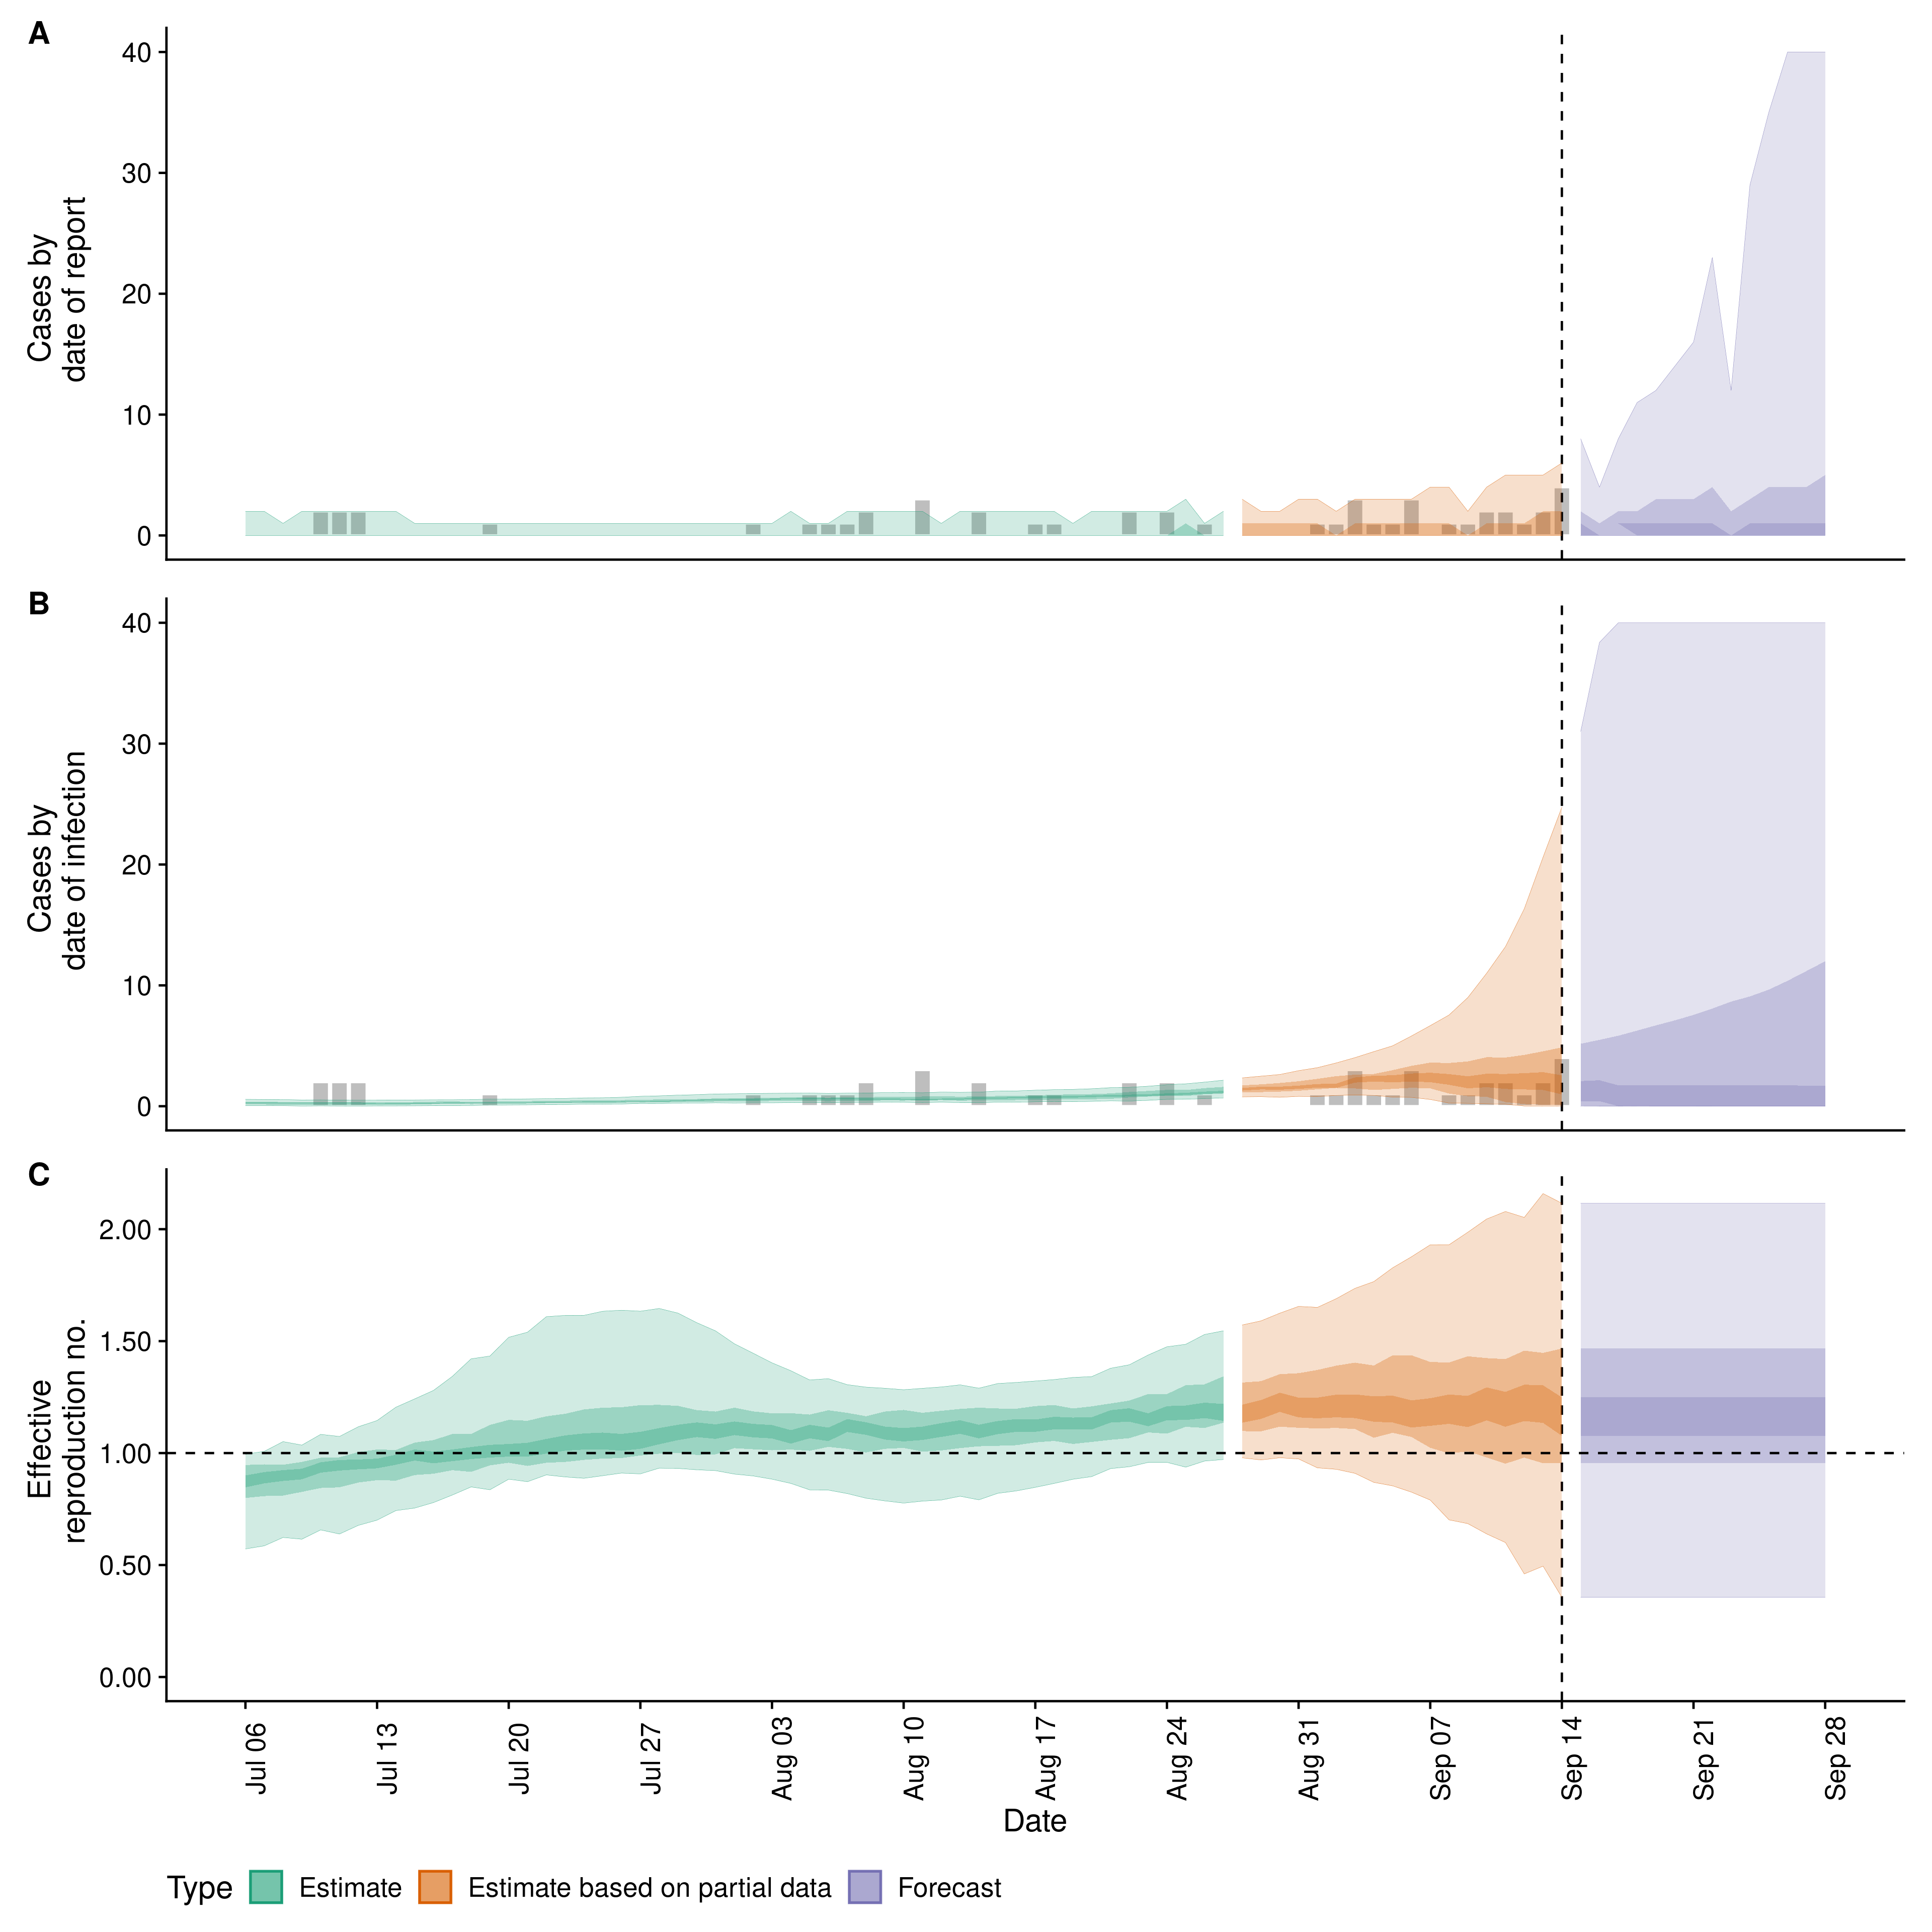 A
Cases by
date of report
40
30
20
10
0
B
Cases by
date of infection
40
30
20
10
0
C
Effective
reproduction no.
2.00
1.50
1.00
0.50
0.00
Jul 06
Jul 13
Jul 20
Jul 27
Aug 03
Aug 10
Aug 17
Aug 24
Aug 31
Sep 07
Sep 14
Sep 21
Sep 28
Date
Type Estimate Estimate based on partial data Forecast